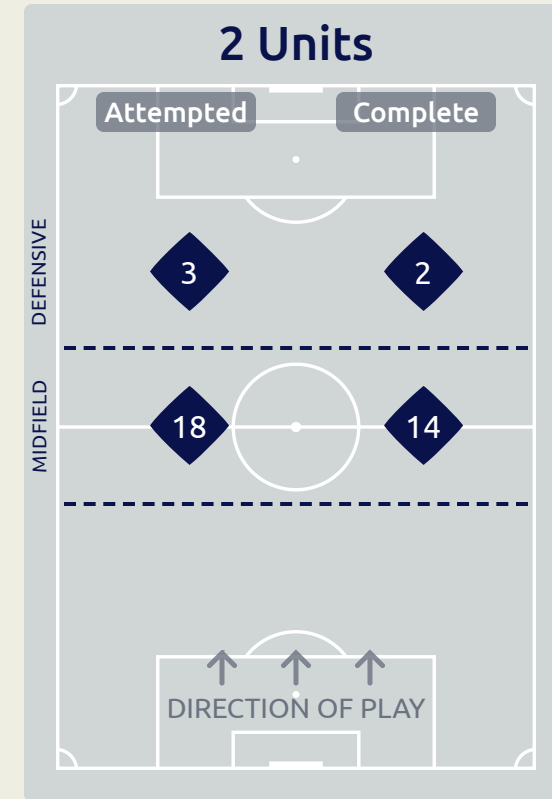 2 Units
Attempted
Complete
DEFENSIVE
3
2
MIDFIELD
18
14
DIRECTION OF PLAY